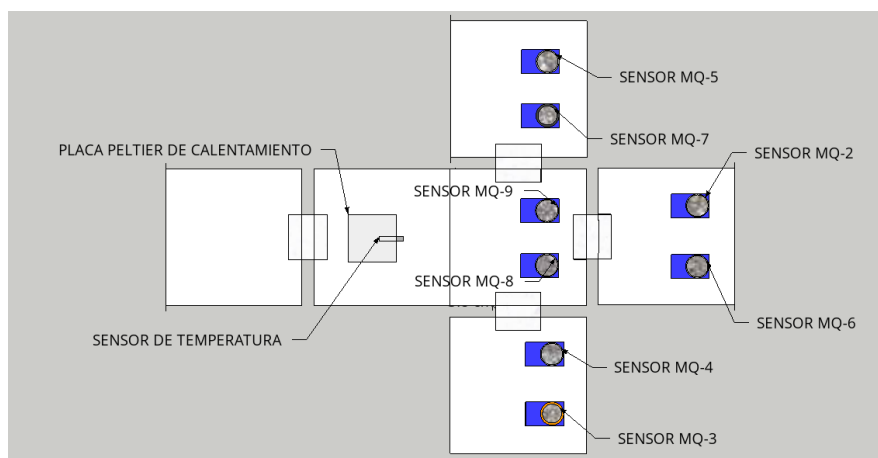 SENSOR MQ-5
SENSOR MQ-7
PLACA PELTIER DE CALENTAMIENTO
SENSOR MQ-2
SENSOR MQ-9
SENSOR MQ-8
SENSOR MQ-6
SENSOR DE TEMPERATURA
SENSOR MQ-4
SENSOR MQ-3